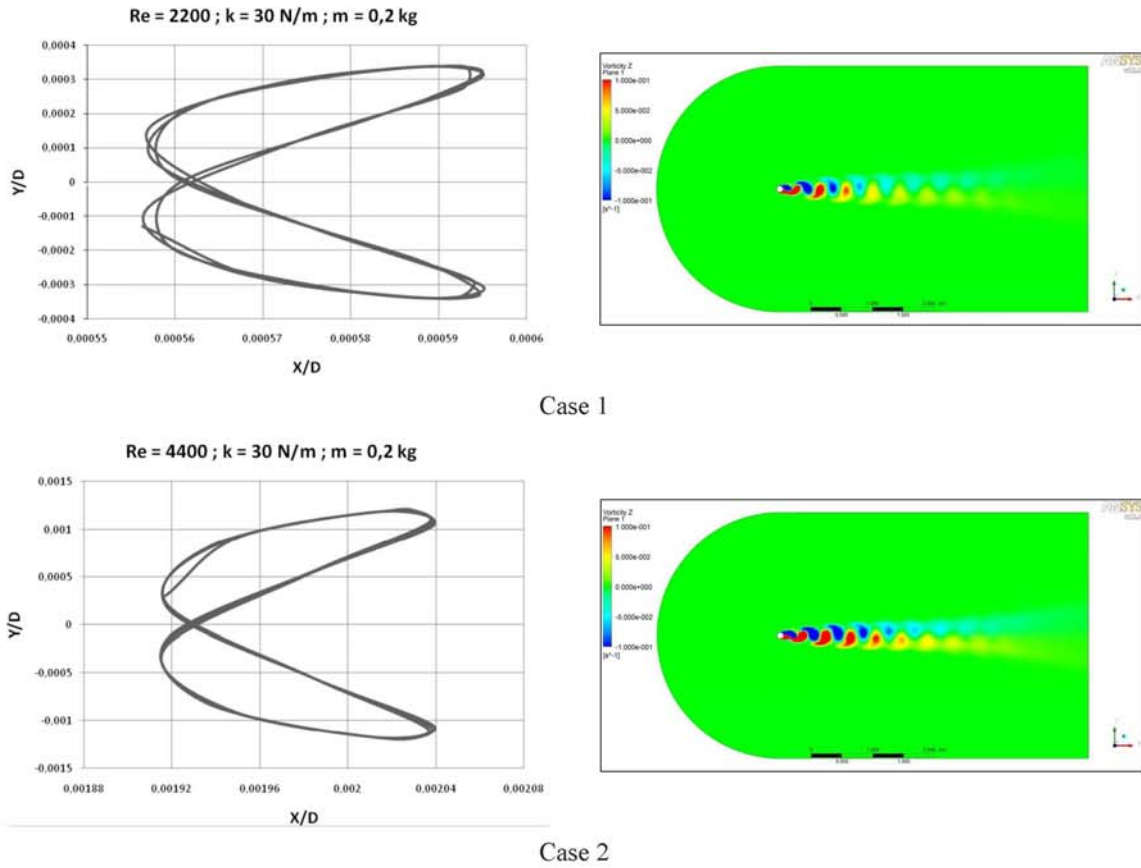 Re = 2200 ; k = 30 N/m ; m = 0,2 kg
0,0004
0,0003
0,0002
0,0001
0
-0,0001
-0,0002
-0,0003
-0,0004
Y/D
0,00055
0,00056
0,00057
0,00058
0,00059
0,0006
X/D
Vorticity Z
Plane 1
1.000e-001
5.000e-002
0.000e+000
-5.000e-002
-1.000e-001
[s^-1]
Case 1
Re = 4400 ; k = 30 N/m ; m = 0,2 kg
0,0015
0,001
0,0005
0
-0,0005
-0,001
-0,0015
Y/D
0,00188
0,00192
0,00196
0,002
0,00204
0,00208
X/D
Vorticity Z
Plane 1
1.000e-001
5.000e-002
0.000e+000
-5.000e-002
-1.000e-001
[s^-1]
Case 2